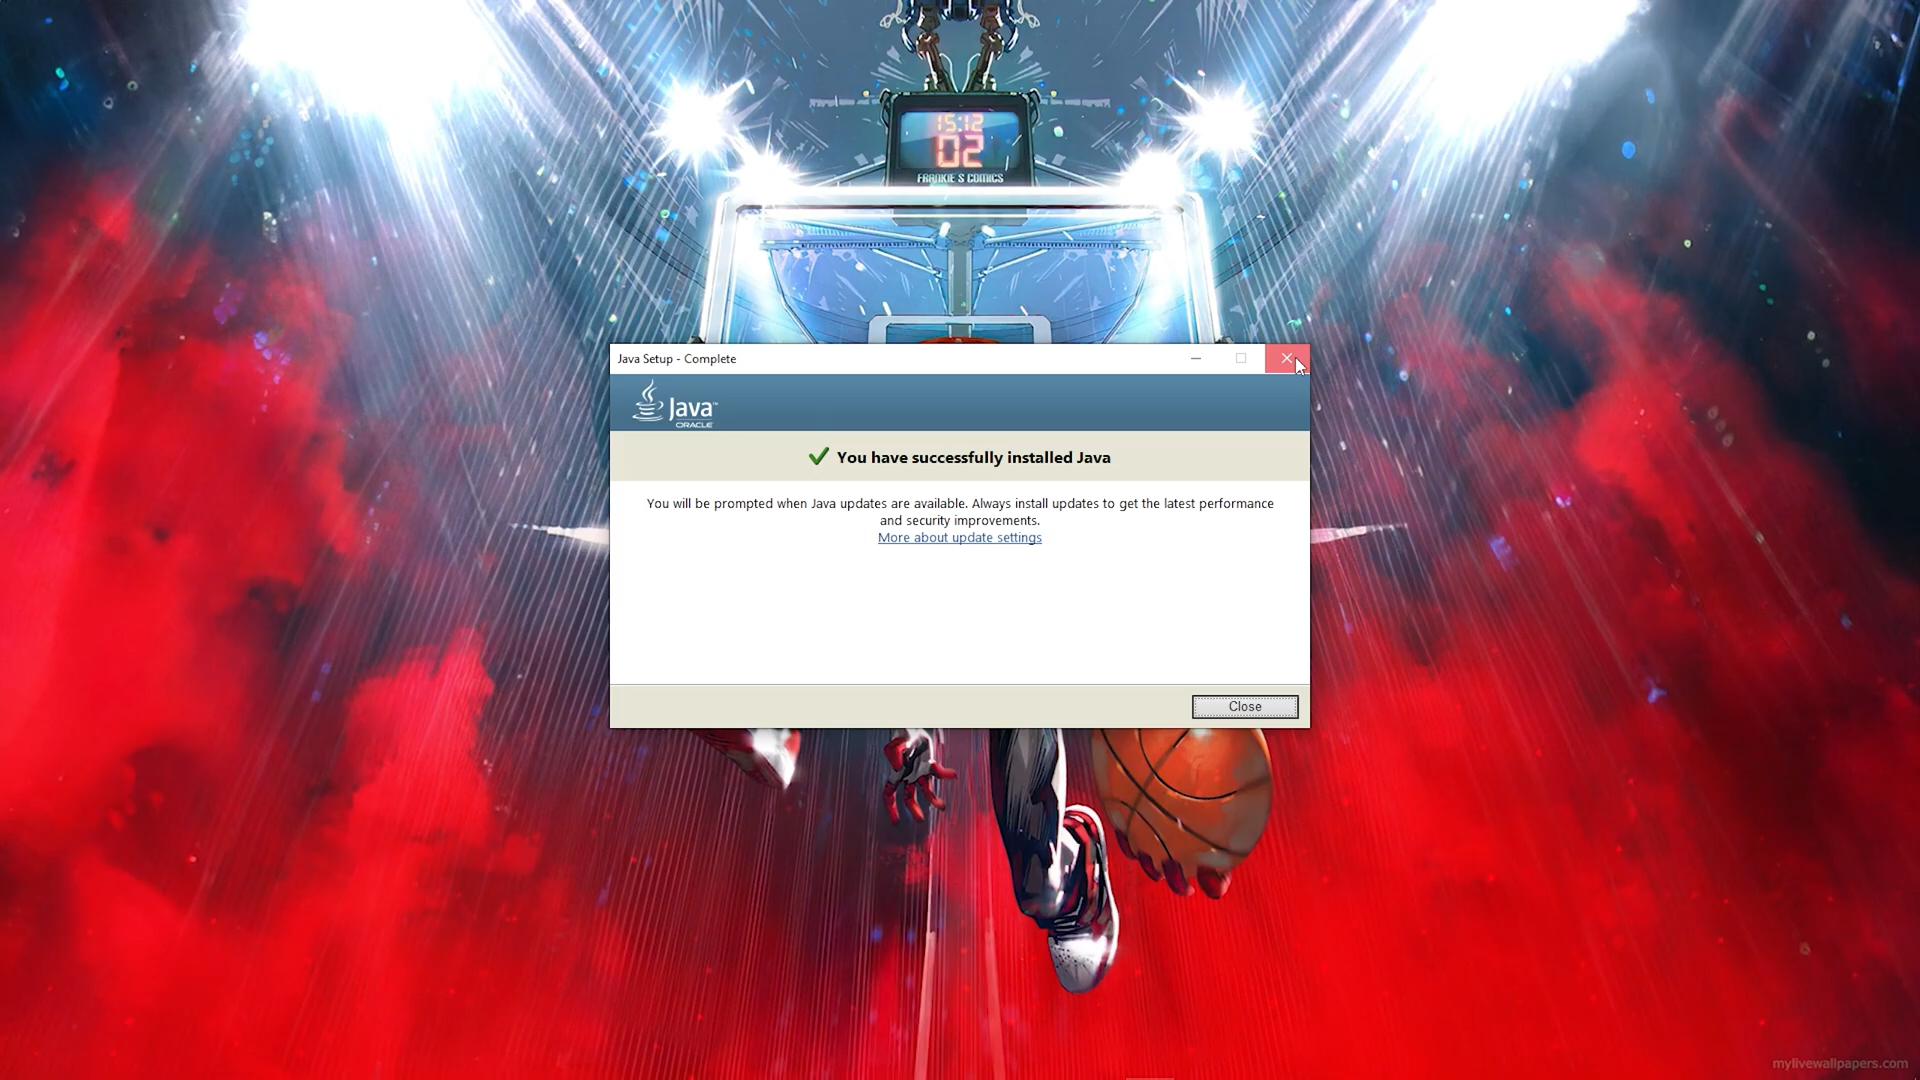 15:12
02
FRANKIE'S COMICS
Java Setup - Complete
Java™
ORACLE
You have successfully installed Java
You will be prompted when Java updates are available. Always install updates to get the latest performance
and security improvements.
More about update settings
Close
mylivewallpapers.com